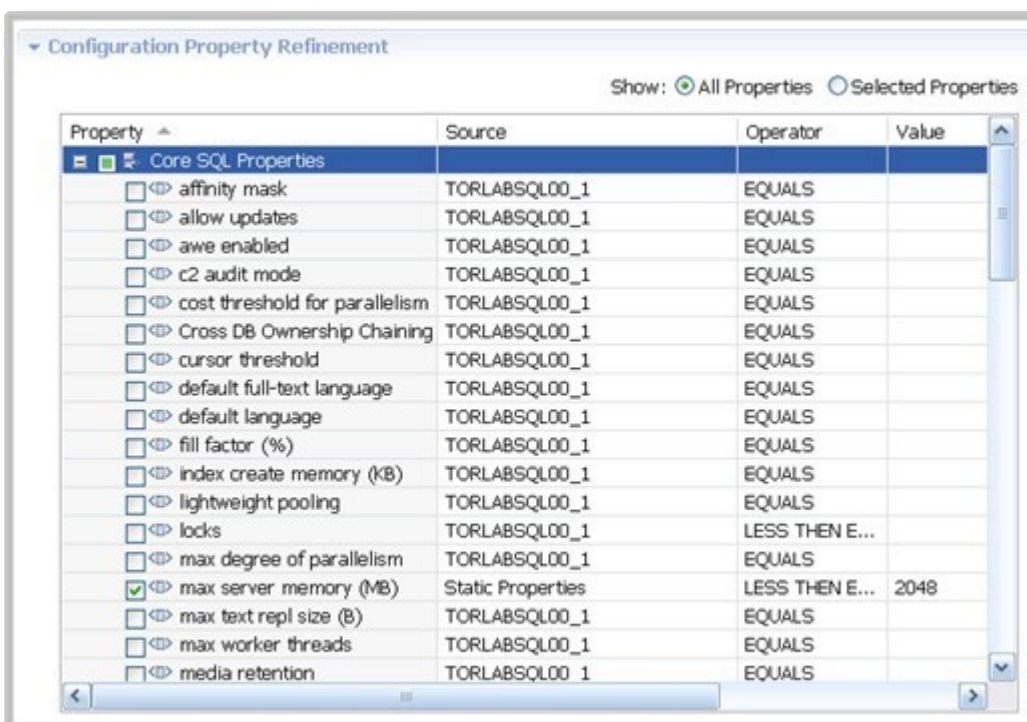 Configuration Property Refinement
Show: All Properties Selected Properties
Property Source Operator Value
Core SQL Properties
affinity mask TORLABSQL00_1 EQUALS
allow updates TORLABSQL00_1 EQUALS
awe enabled TORLABSQL00_1 EQUALS
c2 audit mode TORLABSQL00_1 EQUALS
cost threshold for parallelism TORLABSQL00_1 EQUALS
Cross DB Ownership Chaining TORLABSQL00_1 EQUALS
cursor threshold TORLABSQL00_1 EQUALS
default full-text language TORLABSQL00_1 EQUALS
default language TORLABSQL00_1 EQUALS
fill factor (%) TORLABSQL00_1 EQUALS
index create memory (KB) TORLABSQL00_1 EQUALS
lightweight pooling TORLABSQL00_1 EQUALS
locks TORLABSQL00_1 LESS THEN E...
max degree of parallelism TORLABSQL00_1 EQUALS
max server memory (MB) Static Properties LESS THEN E... 2048
max text repl size (B) TORLABSQL00_1 EQUALS
max worker threads TORLABSQL00_1 EQUALS
media retention TORLABSQL00_1 EQUALS